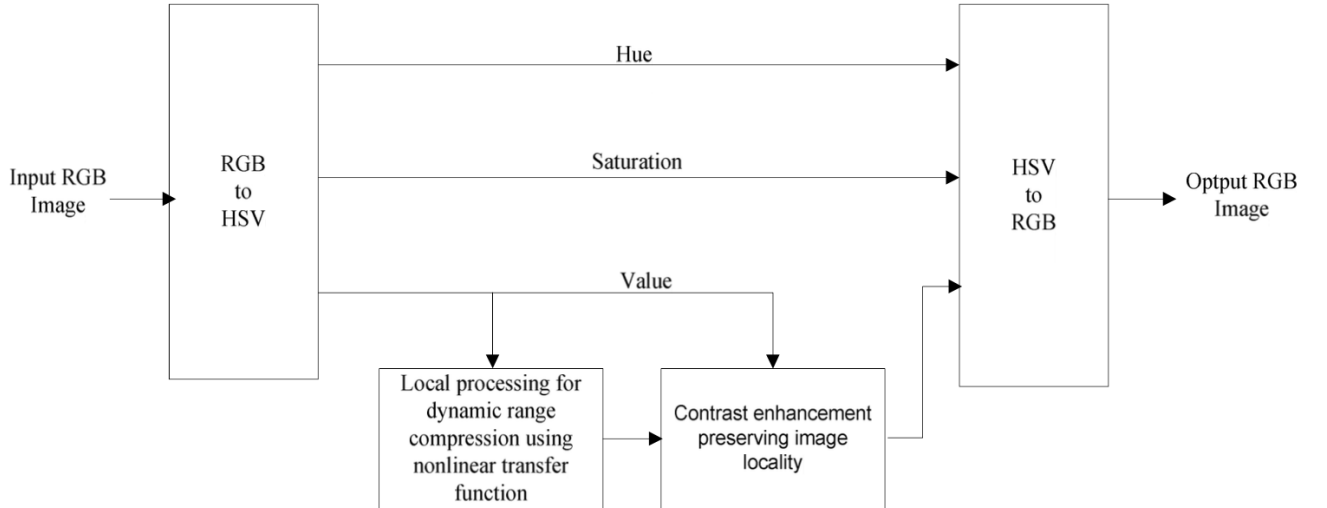 Hue
Saturation
Value
Input RGB
Image
RGB
to
HSV
HSV
to
RGB
Optput RGB
Image
Local processing for
dynamic range
compression using
nonlinear transfer
function
Contrast enhancement
preserving image
locality